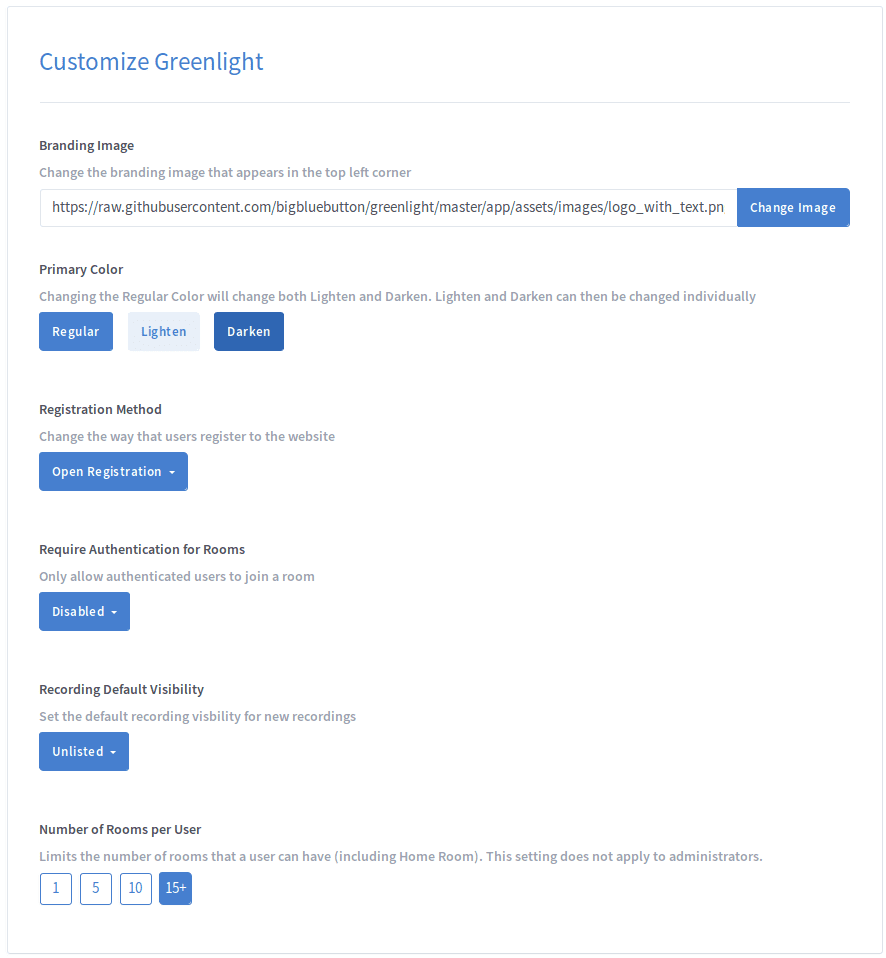 Customize Greenlight
Branding Image
Change the branding image that appears in the top left corner
https://raw.githubusercontent.com/bigbluebutton/greenlight/master/app/assets/images/logo_with_text.pn Change Image
Primary Color
Changing the Regular Color will change both Lighten and Darken. Lighten and Darken can then be changed individually
Regular Lighten Darken
Registration Method
Change the way that users register to the website
Open Registration
Require Authentication for Rooms
Only allow authenticated users to join a room
Disabled
Recording Default Visibility
Set the default recording visbility for new recordings
Unlisted
Number of Rooms per User
Limits the number of rooms that a user can have (including Home Room). This setting does not apply to administrators.
1 5 10 15+